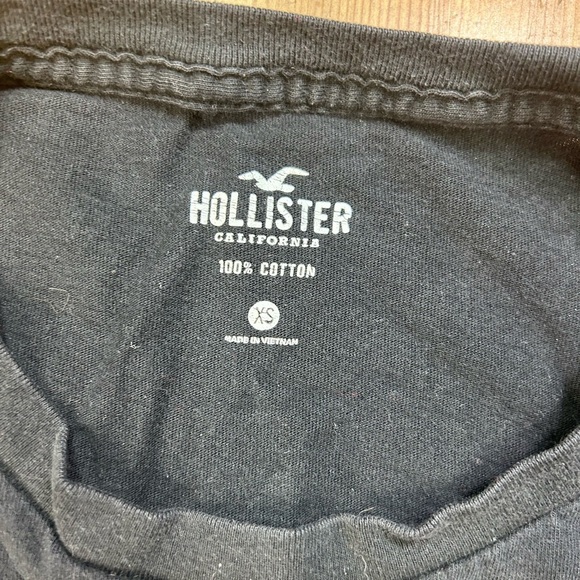 HOLLISTER
CALIFORNIA
100% COTTON
XS
MADE IN VIETNAM